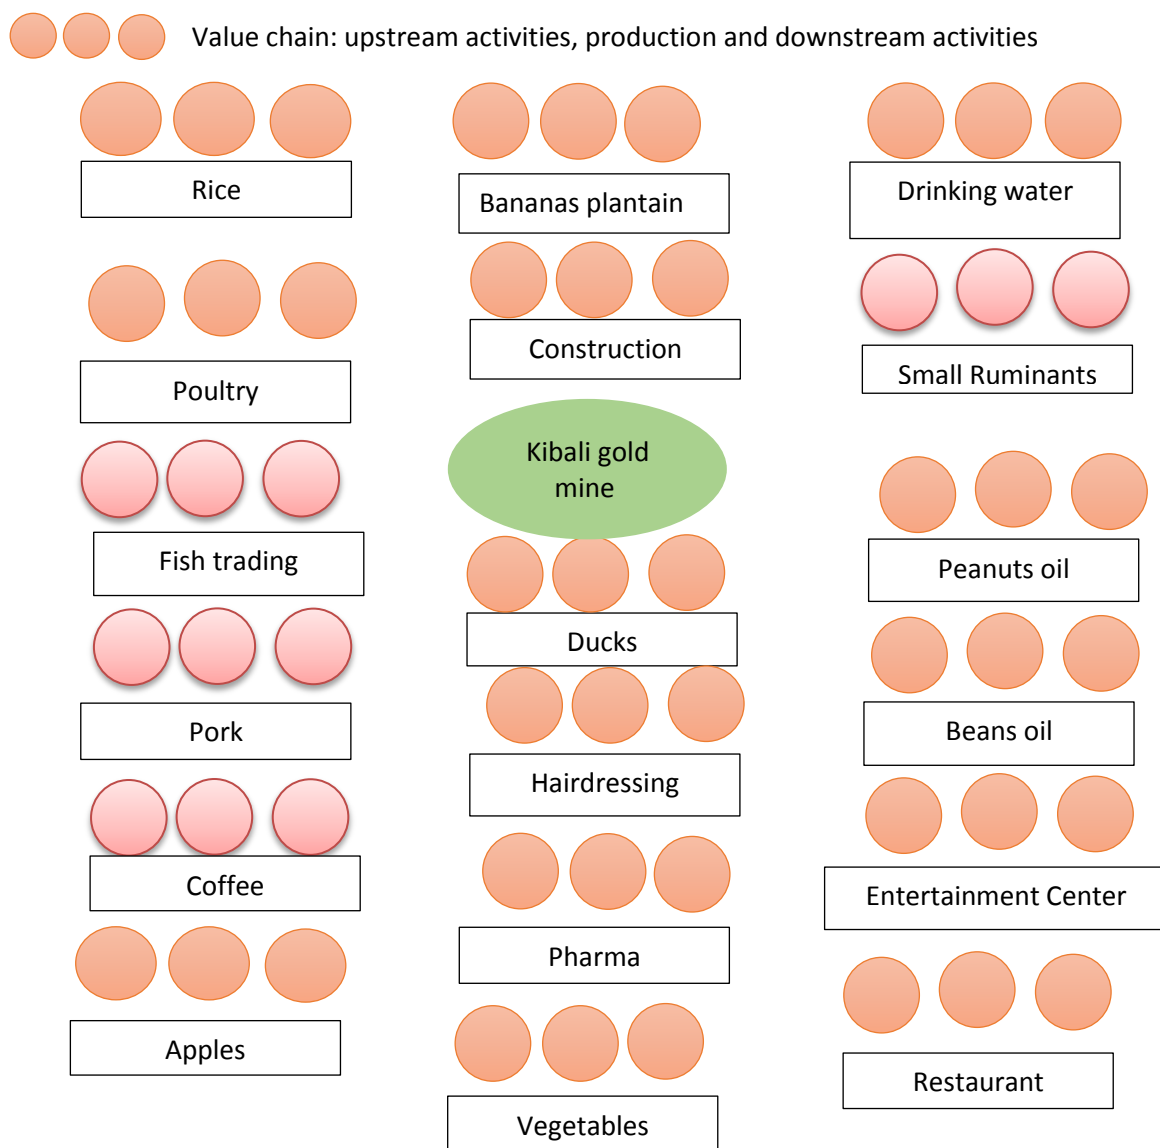 Value chain: upstream activities, production and downstream activities
Rice
Bananas plantain
Drinking water
Poultry
Construction
Small Ruminants
Kibali gold
mine
Fish trading
Ducks
Peanuts oil
Pork
Hairdressing
Beans oil
Coffee
Pharma
Entertainment Center
Apples
Vegetables
Restaurant